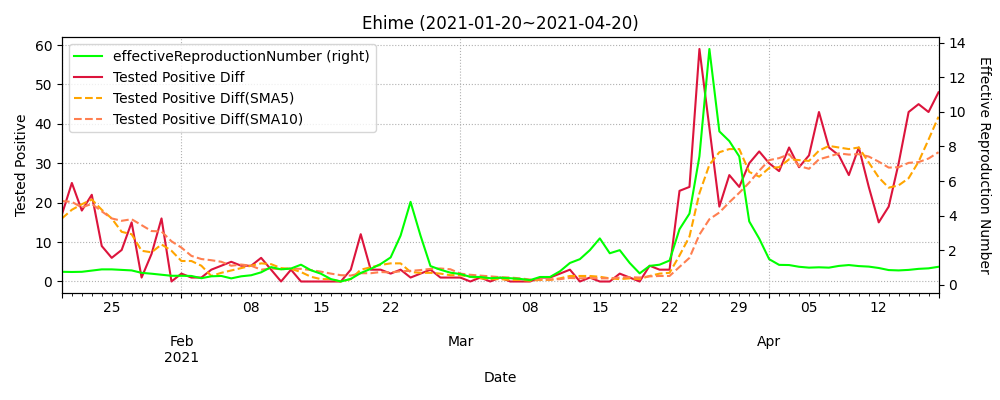 Ehime (2021-01-20~2021-04-20)
effectiveReproductionNumber (right)
Tested Positive Diff
Tested Positive Diff(SMA5)
Tested Positive Diff(SMA10)
Tested Positive
60
50
40
30
20
10
0
Effective Reproduction Number
14
12
10
8
6
4
2
0
25 08 15 22 08 15 22 29 05 12
Feb Mar Apr
2021
Date